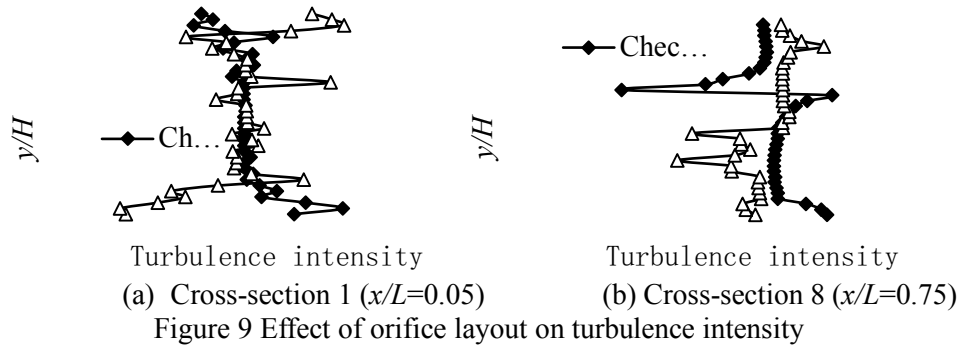 y/H
Ch…
Turbulence intensity
(a) Cross-section 1 (x/L=0.05)
y/H
Chec…
Turbulence intensity
(b) Cross-section 8 (x/L=0.75)
Figure 9 Effect of orifice layout on turbulence intensity